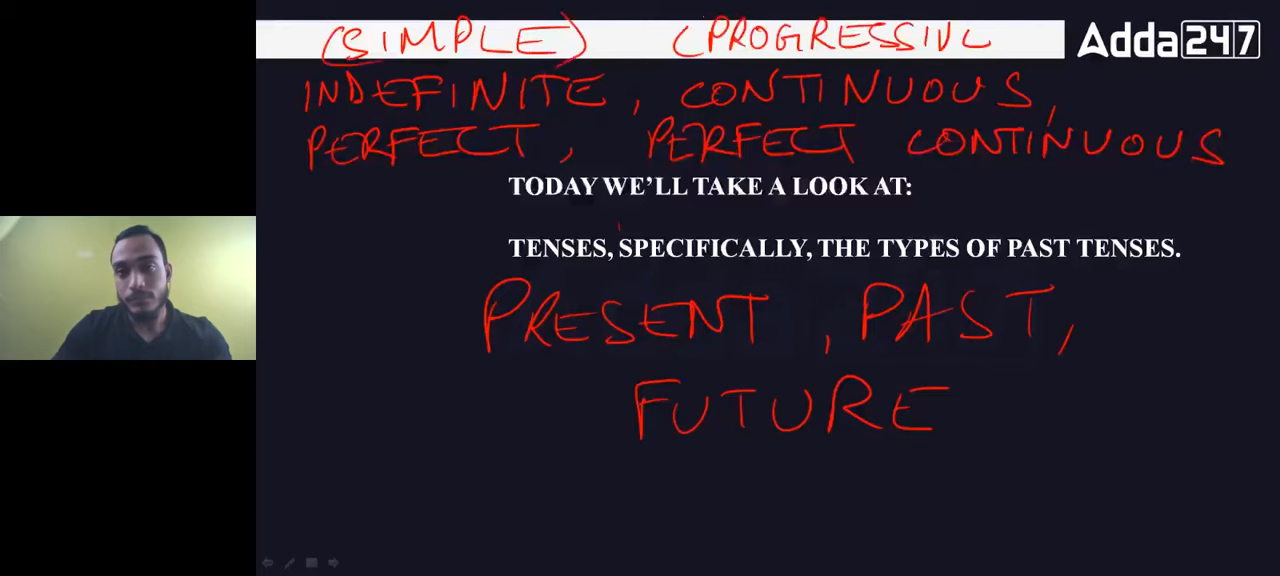 (SIMPLE) (PROGRESSIVE
Adda247
INDEFINITE, CONTINUOUS,
PERFECT, PERFECT CONTINUOUS
TODAY WE'LL TAKE A LOOK AT:
TENSES, SPECIFICALLY, THE TYPES OF PAST TENSES.
PRESENT, PAST,
FUTURE